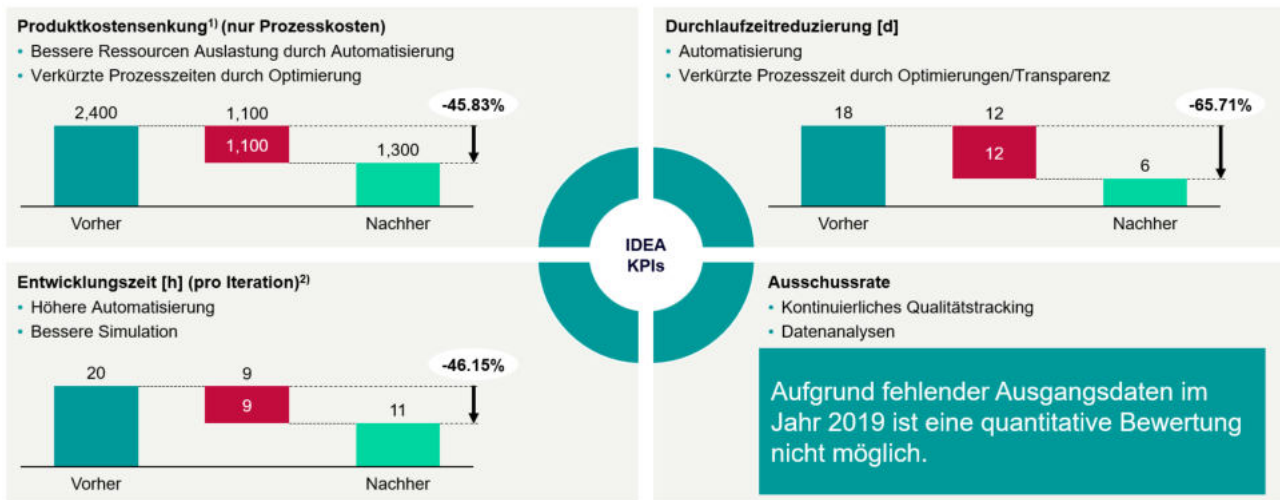 Produktkostensenkung1) (nur Prozesskosten)
• Bessere Ressourcen Auslastung durch Automatisierung
• Verkürzte Prozesszeiten durch Optimierung
-45.83%
2,400
1,100
1,100
1,300
Vorher
Nachher
Durchlaufzeitreduzierung [d]
• Automatisierung
• Verkürzte Prozesszeit durch Optimierungen/Transparenz
-65.71%
18
12
12
6
Vorher
Nachher
IDEA
KPIs
Entwicklungszeit [h] (pro Iteration)2)
• Höhere Automatisierung
• Bessere Simulation
-46.15%
20
9
9
11
Vorher
Nachher
Ausschussrate
• Kontinuierliches Qualitätstracking
• Datenanalysen
Aufgrund fehlender Ausgangsdaten im
Jahr 2019 ist eine quantitative Bewertung
nicht möglich.